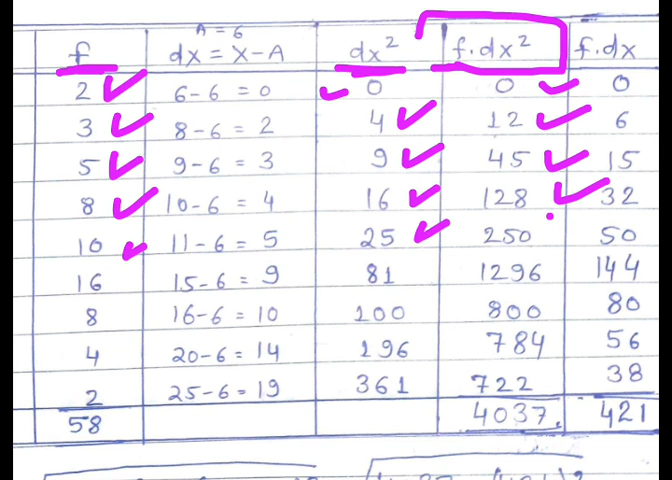 A = 6
f dx = X-A dx² f.dx² f.dx
2 6-6 = 0 0 0 0
3 8-6 = 2 4 12 6
5 9-6 = 3 9 45 15
8 10-6 = 4 16 128 32
10 11-6 = 5 25 250 50
16 15-6 = 9 81 1296 144
8 16-6 = 10 100 800 80
4 20-6 = 14 196 784 56
2 25-6 = 19 361 722 38
58 4037. 421